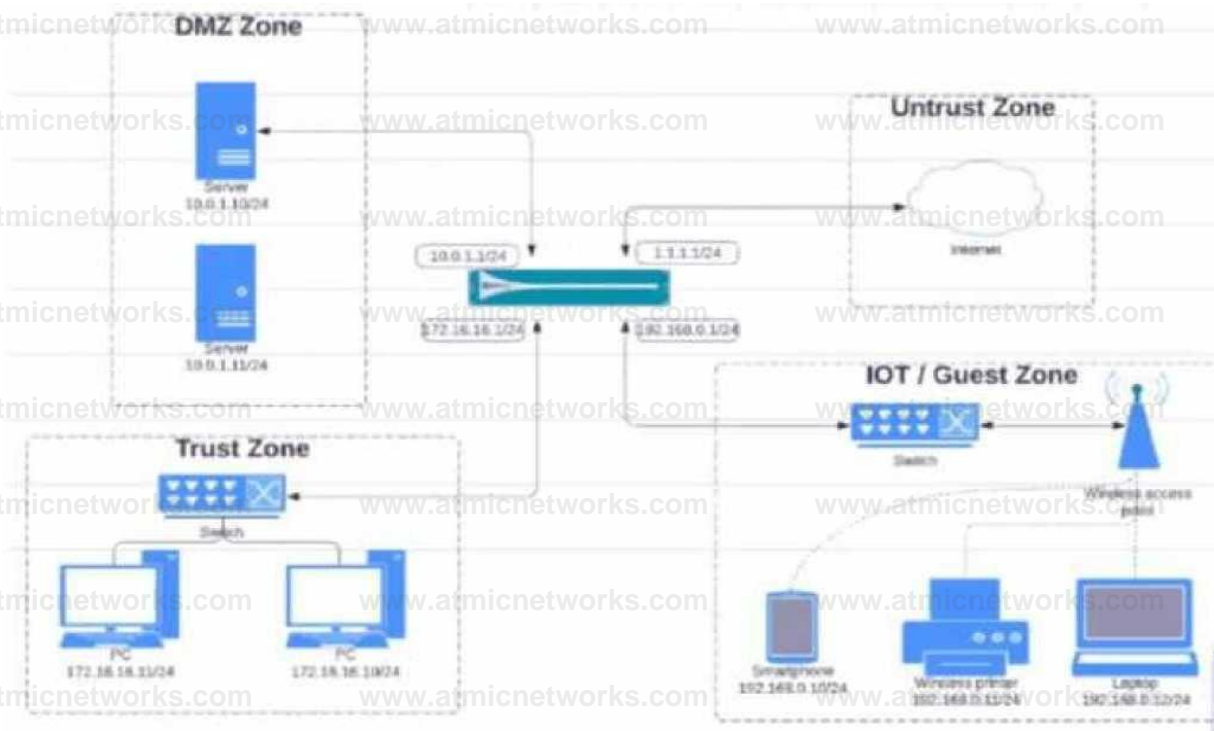 www.atmicnetworks.com
DMZ Zone
Server
10.0.1.10/24
Server
10.0.1.11/24
Untrust Zone
Internet
10.0.1.1/24
1.1.1.1/24
172.16.16.1/24
192.168.0.1/24
Trust Zone
Switch
PC
172.16.16.11/24
PC
172.16.16.10/24
IOT / Guest Zone
Switch
Wireless access
point
Smartphone
192.168.0.10/24
Wireless printer
192.168.0.11/24
Laptop
192.168.0.12/24